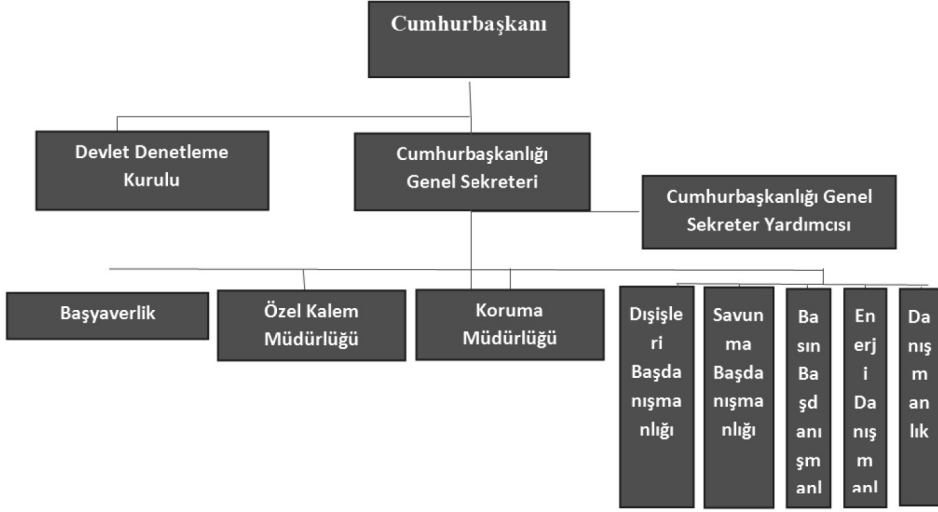 Cumhurbaşkanı
Devlet Denetleme
Kurulu
Cumhurbaşkanlığı
Genel Sekreteri
Cumhurbaşkanlığı Genel
Sekreter Yardımcısı
Başyaverlik
Özel Kalem
Müdürlüğü
Koruma
Müdürlüğü
Dışişle
ri
Başda
nışma
nlığı
Savun
ma
Başda
nışma
nlığı
Ba
sın
Ba
şd
anı
şm
anl
En
erj
i
Da
nış
m
anl
Da
nış
m
an
lık